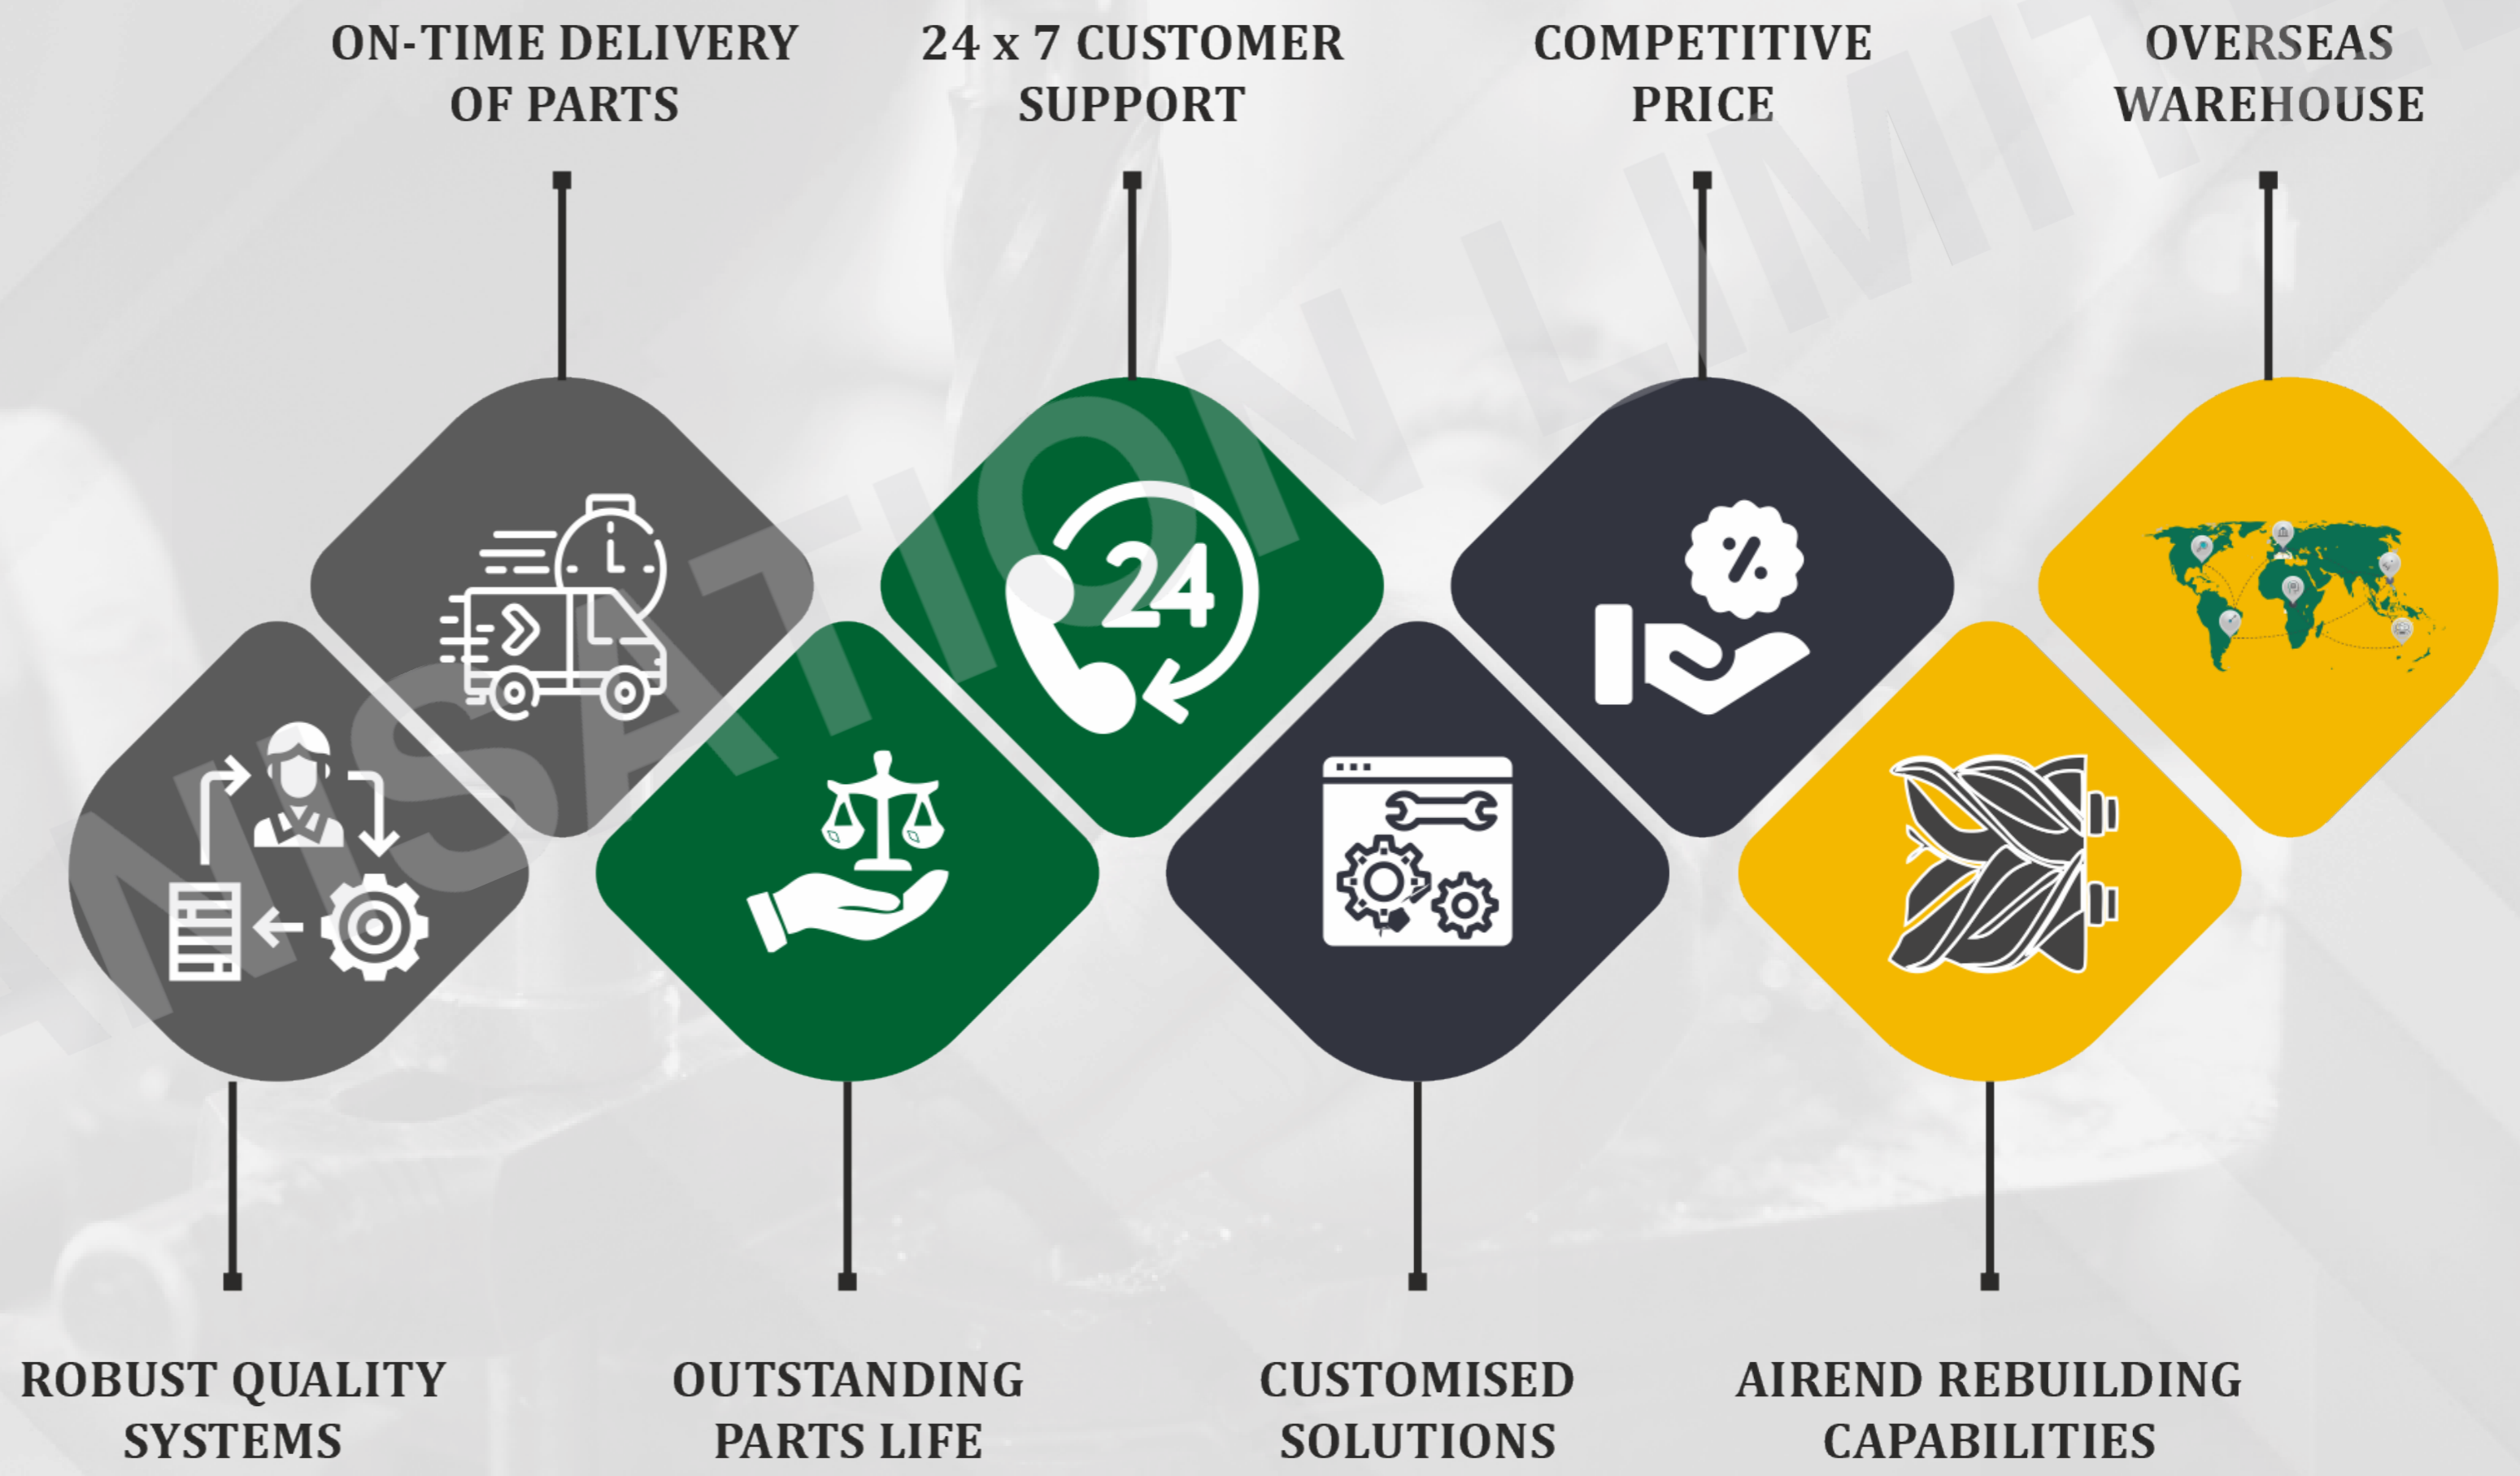 ON-TIME DELIVERY
OF PARTS
24 x 7 CUSTOMER
SUPPORT
COMPETITIVE
PRICE
OVERSEAS
WAREHOUSE
24
ROBUST QUALITY
SYSTEMS
OUTSTANDING
PARTS LIFE
CUSTOMISED
SOLUTIONS
AIREND REBUILDING
CAPABILITIES